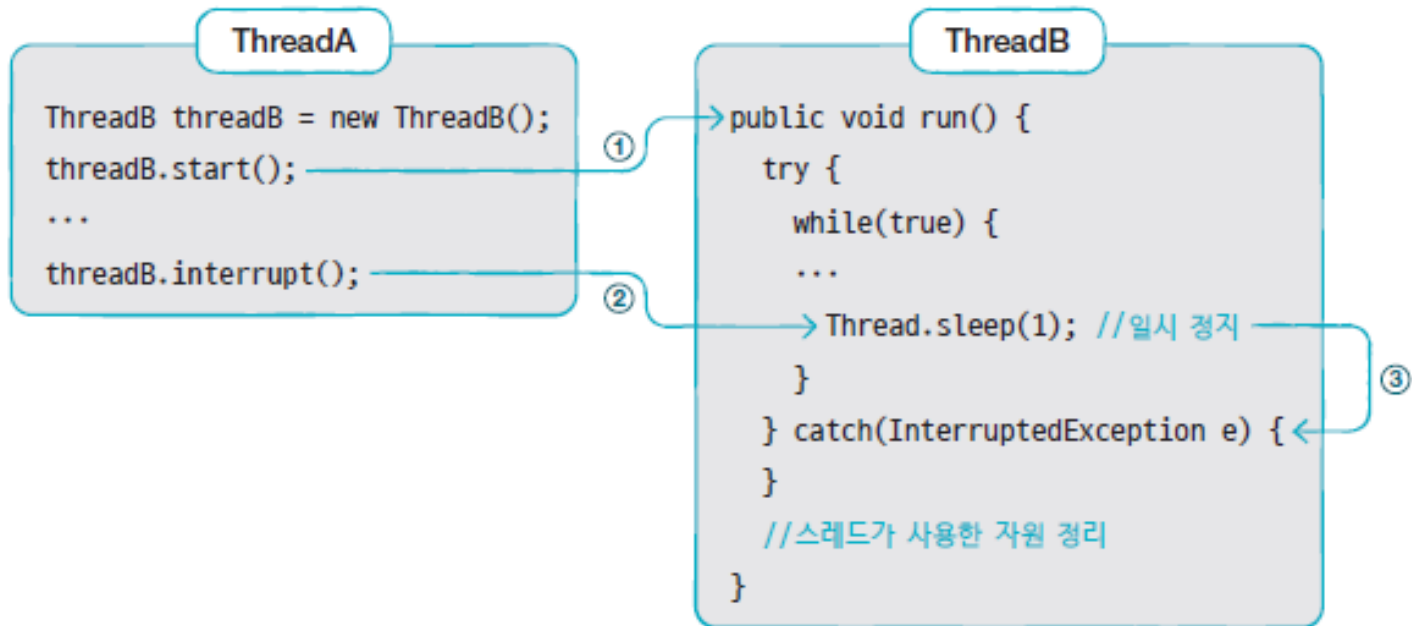 ThreadA
ThreadB threadB = new ThreadB();
threadB.start();
...
threadB.interrupt();
①
②
ThreadB
public void run() {
try {
while(true) {
...
Thread.sleep(1); //일시 정지
}
} catch(InterruptedException e) {
}
//스레드가 사용한 자원 정리
}
③